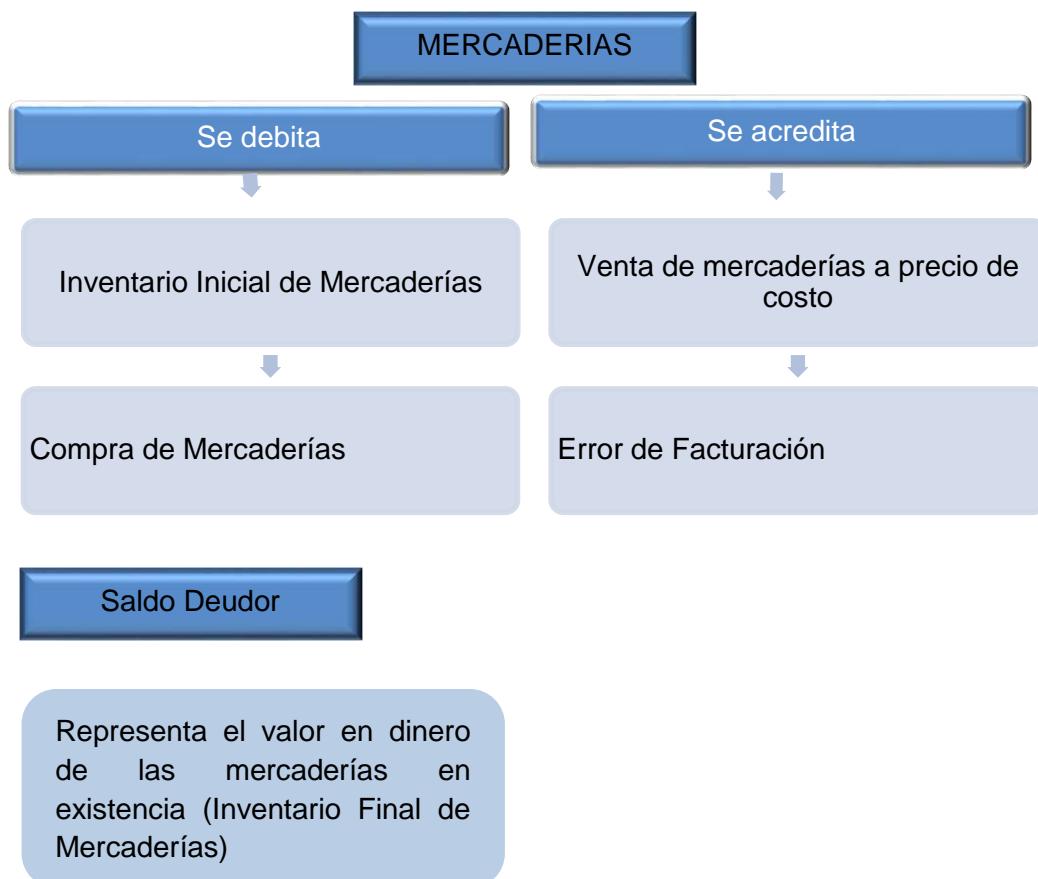 MERCADERIAS
Se debita
Se acredita
Inventario Inicial de Mercaderías
Venta de mercaderías a precio de
costo
Compra de Mercaderías
Error de Facturación
Saldo Deudor
Representa el valor en dinero
de las mercaderías en
existencia (Inventario Final de
Mercaderías)